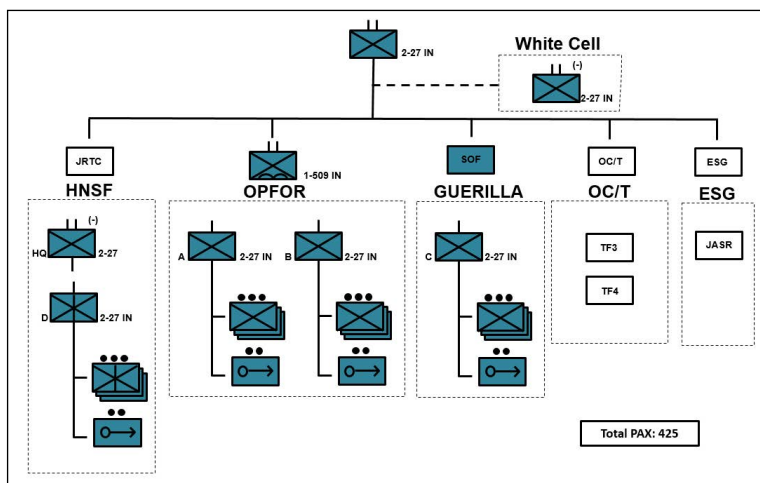 2-27 IN
White Cell
(-)
2-27 IN
JRTC
HNSF
1-509 IN
OPFOR
SOF
GUERILLA
OC/T
OC/T
ESG
ESG
(-)
HQ
2-27
D
2-27 IN
A
2-27 IN
B
2-27 IN
C
2-27 IN
TF3
TF4
JASR
Total PAX: 425